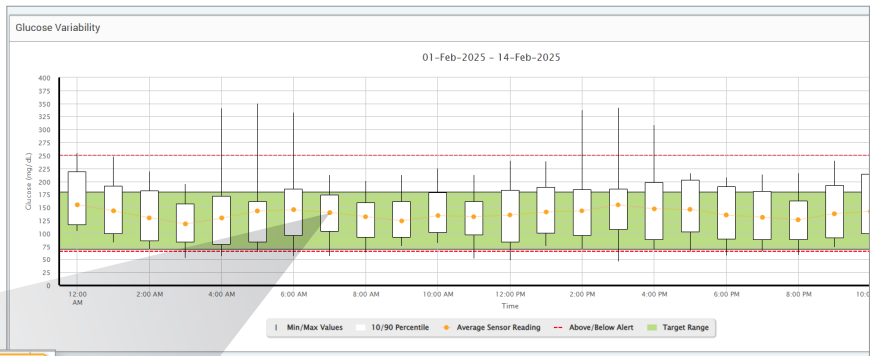 Glucose Variability
01-Feb-2025 - 14-Feb-2025
Glucose (mg/dL)
400
375
350
325
300
275
250
225
200
175
150
125
100
75
50
25
0
12:00 AM 2:00 AM 4:00 AM 6:00 AM 8:00 AM 10:00 AM 12:00 PM 2:00 PM 4:00 PM 6:00 PM 8:00 PM 10:0
Time
Min/Max Values 10/90 Percentile Average Sensor Reading Above/Below Alert Target Range